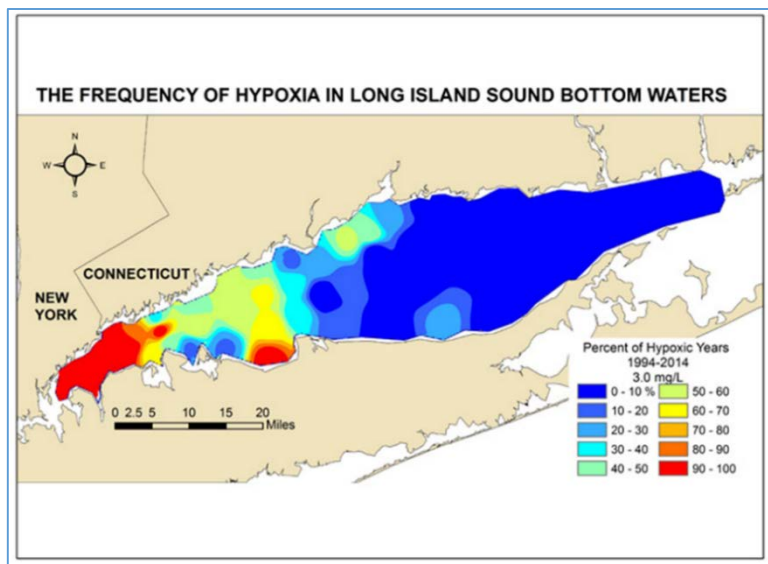 THE FREQUENCY OF HYPOXIA IN LONG ISLAND SOUND BOTTOM WATERS
N
W E
S
CONNECTICUT
NEW
YORK
0 2.5 5 10 15 20
Miles
Percent of Hypoxic Years
1994-2014
3.0 mg/L
0 - 10 % 50 - 60
10 - 20 60 - 70
20 - 30 70 - 80
30 - 40 80 - 90
40 - 50 90 - 100